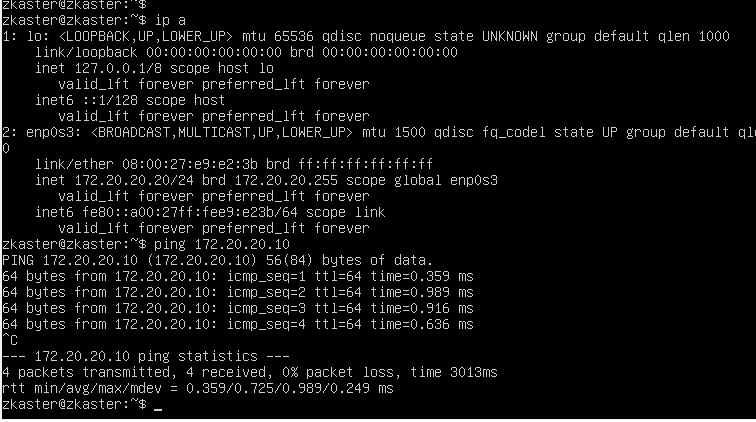 zkaster@zkaster:~$
zkaster@zkaster:~$ ip a
1: lo: <LOOPBACK,UP,LOWER_UP> mtu 65536 qdisc noqueue state UNKNOWN group default qlen 1000
    link/loopback 00:00:00:00:00:00 brd 00:00:00:00:00:00
    inet 127.0.0.1/8 scope host lo
       valid_lft forever preferred_lft forever
    inet6 ::1/128 scope host
       valid_lft forever preferred_lft forever
2: enp0s3: <BROADCAST,MULTICAST,UP,LOWER_UP> mtu 1500 qdisc fq_codel state UP group default qle
0
    link/ether 08:00:27:e9:e2:3b brd ff:ff:ff:ff:ff:ff
    inet 172.20.20.20/24 brd 172.20.20.255 scope global enp0s3
       valid_lft forever preferred_lft forever
    inet6 fe80::a00:27ff:fee9:e23b/64 scope link
       valid_lft forever preferred_lft forever
zkaster@zkaster:~$ ping 172.20.20.10
PING 172.20.20.10 (172.20.20.10) 56(84) bytes of data.
64 bytes from 172.20.20.10: icmp_seq=1 ttl=64 time=0.359 ms
64 bytes from 172.20.20.10: icmp_seq=2 ttl=64 time=0.989 ms
64 bytes from 172.20.20.10: icmp_seq=3 ttl=64 time=0.916 ms
64 bytes from 172.20.20.10: icmp_seq=4 ttl=64 time=0.636 ms
^C
--- 172.20.20.10 ping statistics ---
4 packets transmitted, 4 received, 0% packet loss, time 3013ms
rtt min/avg/max/mdev = 0.359/0.725/0.989/0.249 ms
zkaster@zkaster:~$ _